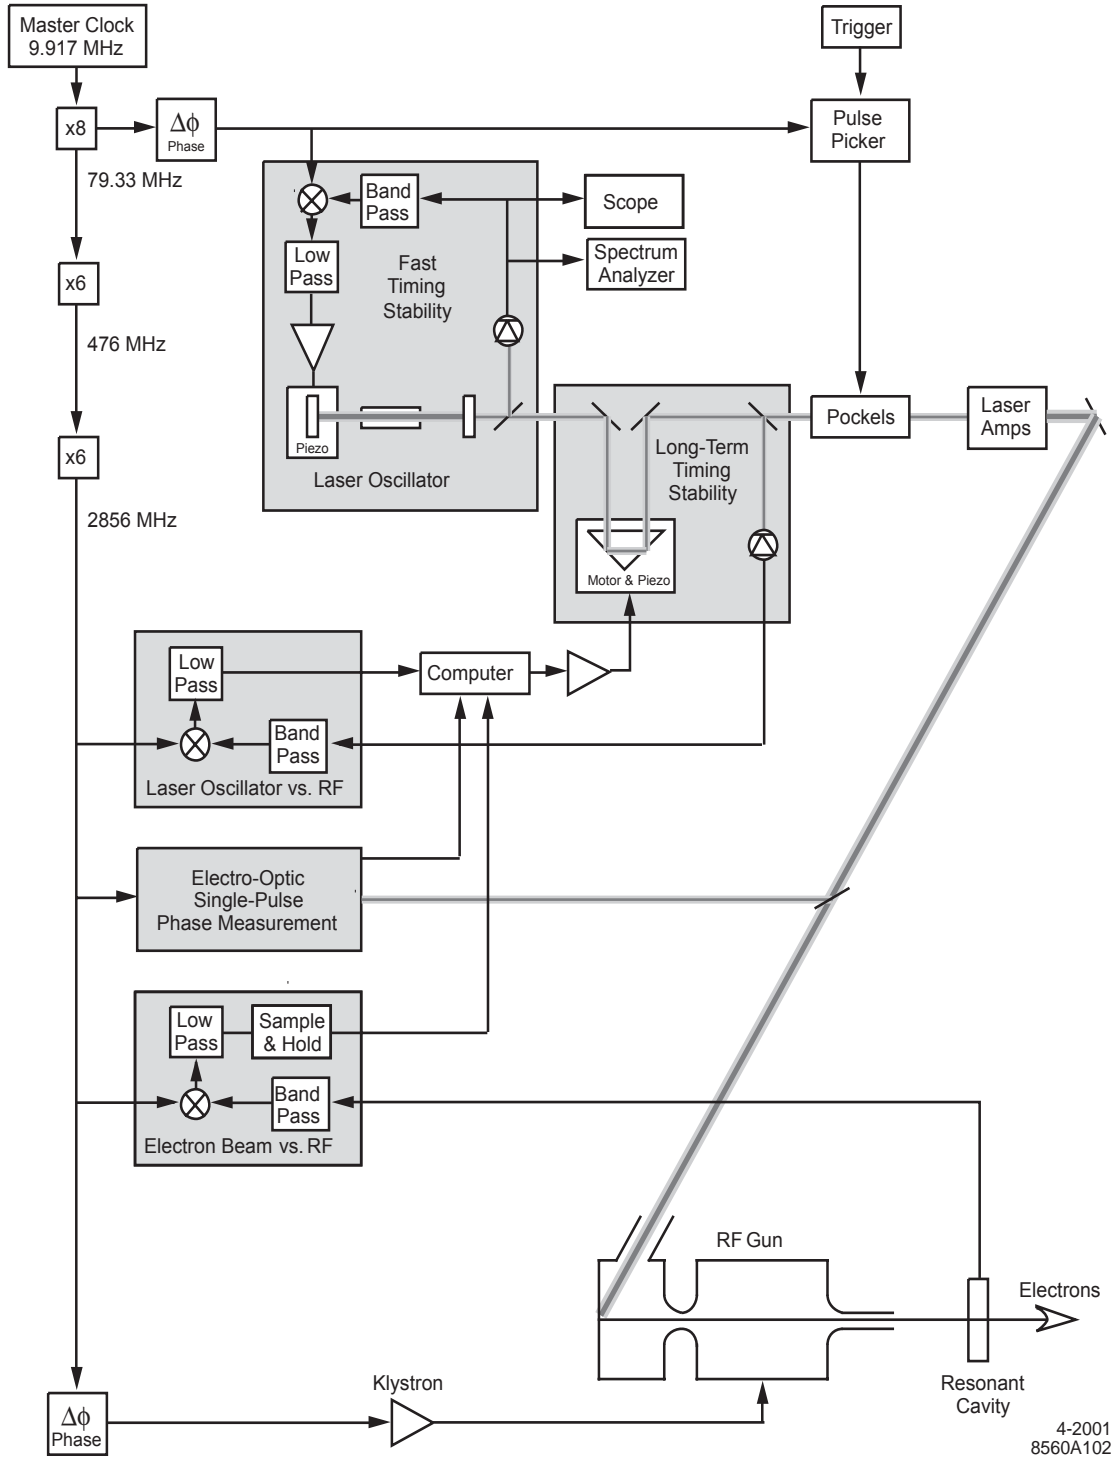 Master Clock
9.917 MHz
Trigger
x8
Δϕ
Phase
Pulse
Picker
79.33 MHz
Band
Pass
Scope
Low
Pass
Fast
Timing
Stability
Spectrum
Analyzer
x6
476 MHz
Piezo
Laser Oscillator
Long-Term
Timing
Stability
Motor & Piezo
Pockels
Laser
Amps
x6
2856 MHz
Low
Pass
Computer
Band
Pass
Laser Oscillator vs. RF
Electro-Optic
Single-Pulse
Phase Measurement
Low
Pass
Sample
& Hold
Band
Pass
Electron Beam vs. RF
RF Gun
Electrons
Resonant
Cavity
Klystron
Δϕ
Phase
4-2001
8560A102